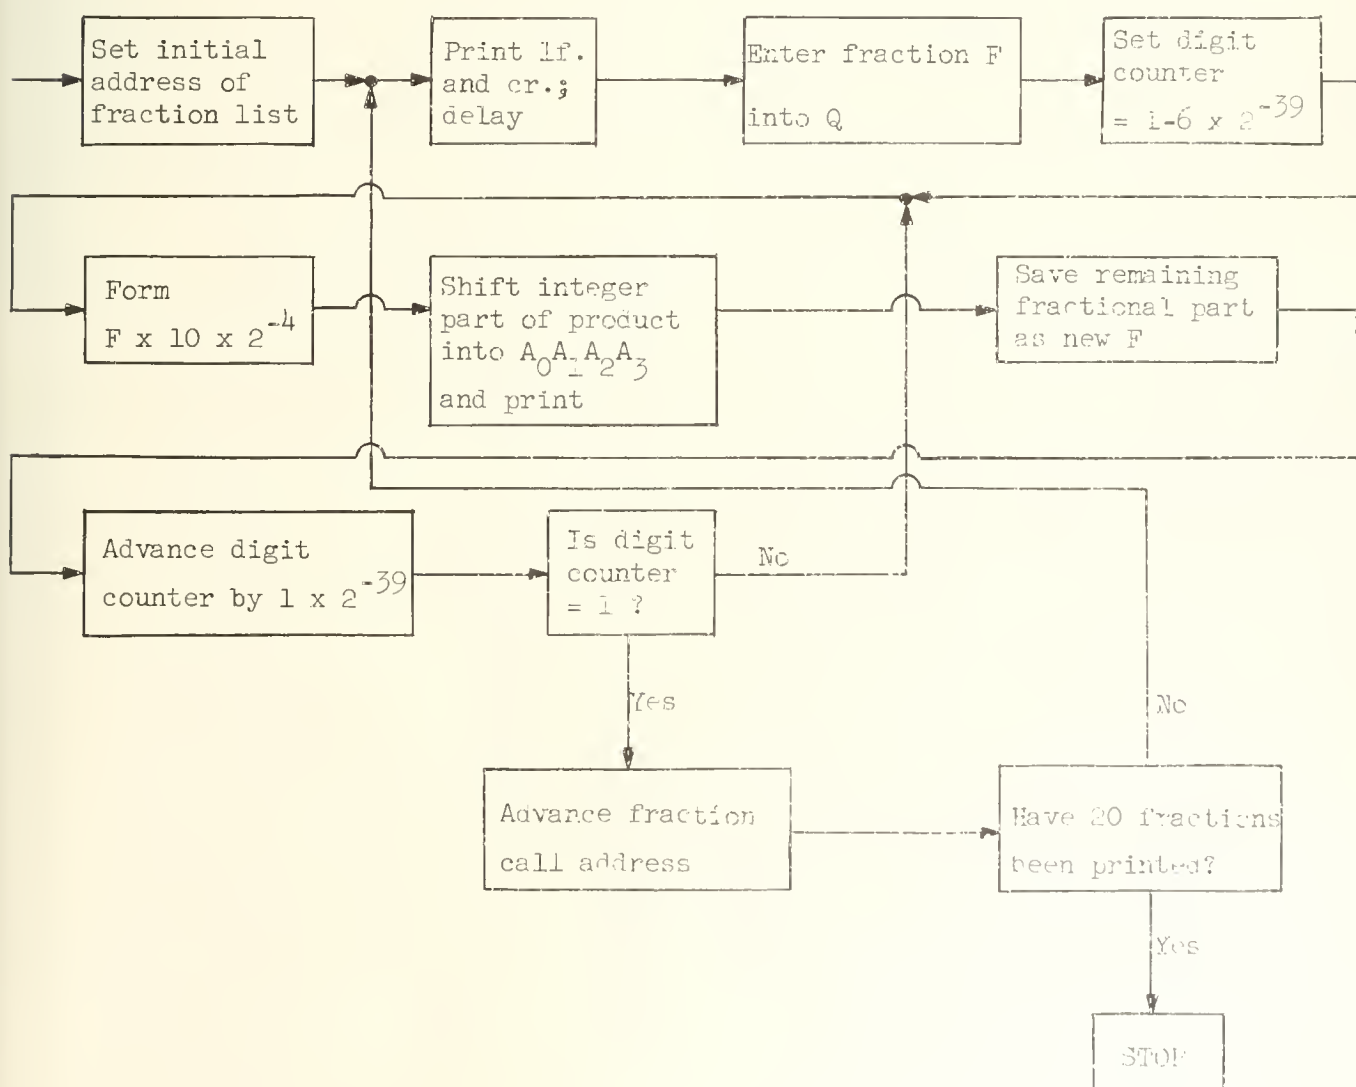 Set initial
address of
fraction list
Print lf.
and cr.;
delay
Enter fraction F
into Q
Set digit
counter
= 1-6 x 2^-39
Form
F x 10 x 2^-4
Shift integer
part of product
into A_0A_1A_2A_3
and print
Save remaining
fractional part
as new F
Advance digit
counter by 1 x 2^-39
Is digit
counter
= 1 ?
No
Yes
No
Advance fraction
call address
Have 20 fractions
been printed?
Yes
STOP